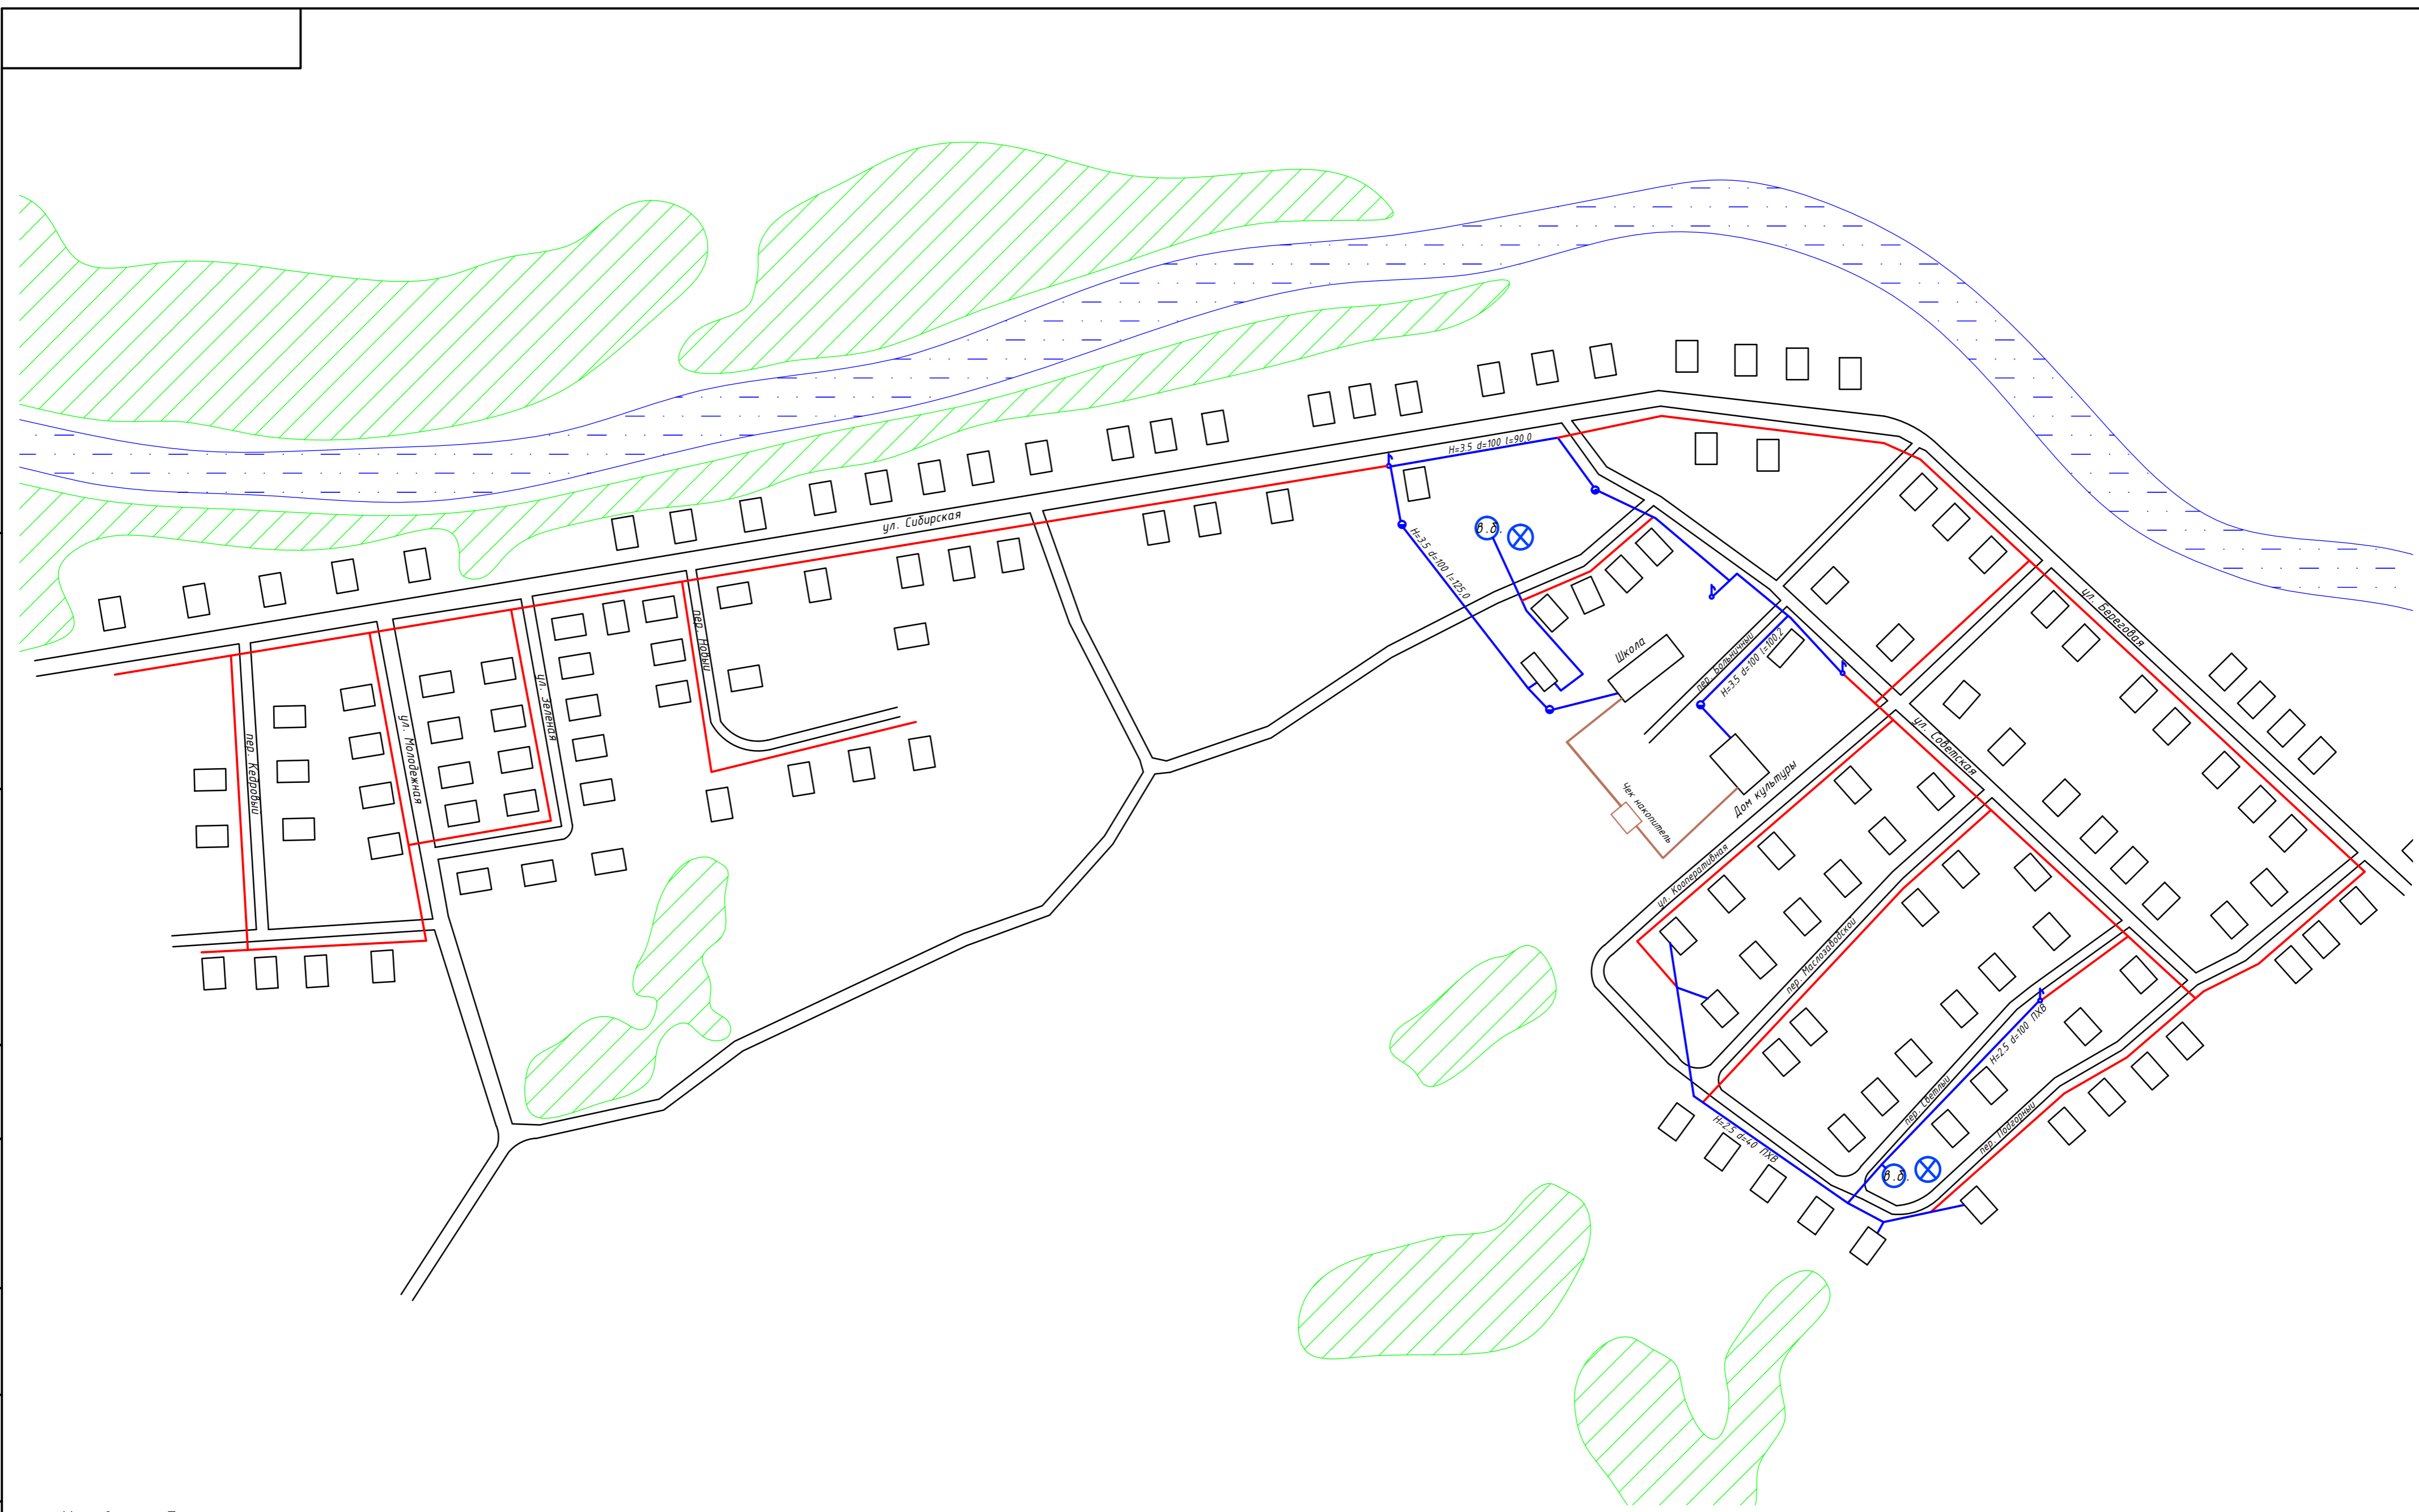 H=3.5 d=100 l=90,0
ул. Сибирская
в.б.
H=3.5 d=100 l=125,0
ул. Береговая
пер. Новый
Школа
пер. Больничный
H=3.5 d=100 l=100,2
ул. Зеленая
ул. Молодежная
пер. Кедровый
ул. Советская
Дом культуры
Чек накопитель
ул. Кооперативная
пер. Маслозаводской
H=2.5 d=100 ПХВ
пер. Светлый
пер. Подгорный
H=2.5 d=40 ПХВ
в.б.